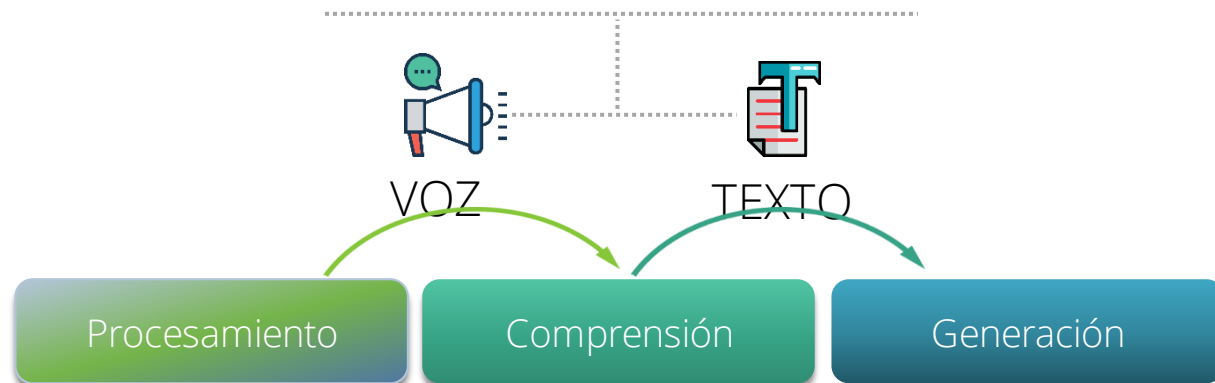 VOZ
TEXTO
Procesamiento
Comprensión
Generación